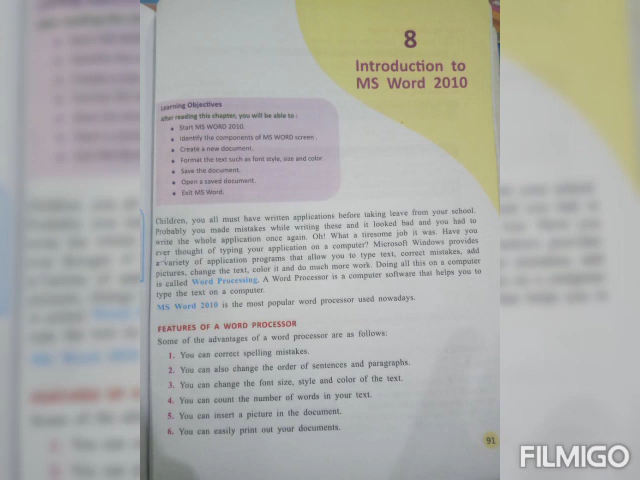 8
Introduction to
MS Word 2010
Learning Objectives
After reading this chapter, you will be able to :
• Start MS WORD 2010.
• Identify the components of MS WORD screen.
• Create a new document.
• Format the text such as font style, size and color
• Save the document.
• Open a saved document.
• Exit MS Word.
Children, you all must have written applications before taking leave from your school.
Probably you made mistakes while writing these and it looked bad and you had to
write the whole application once again. Oh! What a tiresome job it was. Have you
ever thought of typing your application on a computer? Microsoft Windows provides
a variety of application programs that allow you to type text, correct mistakes, add
pictures, change the text, color it and do much more work. Doing all this on a computer
is called Word Processing. A Word Processor is a computer software that helps you to
type the text on a computer.
MS Word 2010 is the most popular word processor used nowadays.
FEATURES OF A WORD PROCESSOR
Some of the advantages of a word processor are as follows:
1. You can correct spelling mistakes.
2. You can also change the order of sentences and paragraphs.
3. You can change the font size, style and color of the text.
4. You can count the number of words in your text.
5. You can insert a picture in the document.
6. You can easily print out your documents.
91
FILMIGO